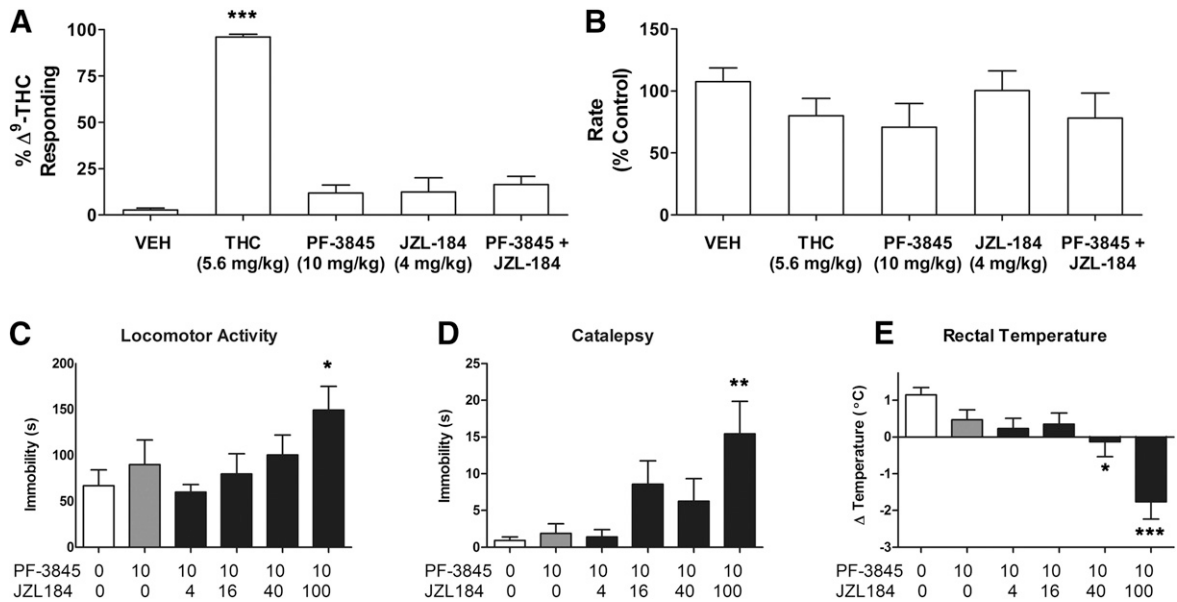 A
***
% Δ9-THC
Responding
100
75
50
25
0
VEH THC PF-3845 JZL-184 PF-3845 +
(5.6 mg/kg) (10 mg/kg) (4 mg/kg) JZL-184
B
Rate
(% Control)
150
100
50
0
VEH THC PF-3845 JZL-184 PF-3845 +
(5.6 mg/kg) (10 mg/kg) (4 mg/kg) JZL-184
C
Locomotor Activity
Immobility (s)
200
150
100
50
0
*
PF-3845 0 10 10 10 10 10
JZL184 0 0 4 16 40 100
D
Catalepsy
Immobility (s)
25
20
15
10
5
0
**
PF-3845 0 10 10 10 10 10
JZL184 0 0 4 16 40 100
E
Rectal Temperature
Δ Temperature (°C)
1
0
-1
-2
-3
*
***
PF-3845 0 10 10 10 10 10
JZL184 0 0 4 16 40 100